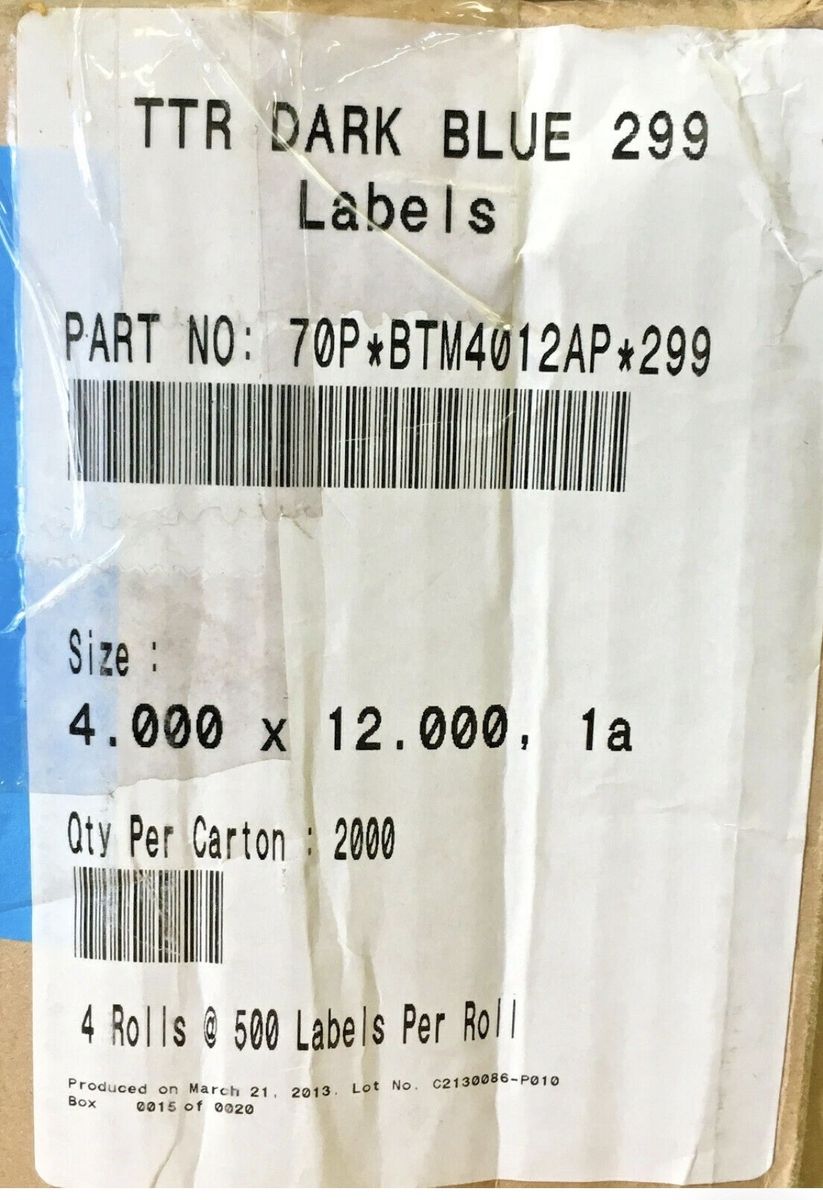 TTR DARK BLUE 299
Labels
PART NO: 70P*BTM4012AP*299
Size :
4.000 x 12.000, 1a
Qty Per Carton : 2000
4 Rolls @ 500 Labels Per Roll
Produced on March 21, 2013. Lot No. C2130086-P010
Box 0015 of 0020